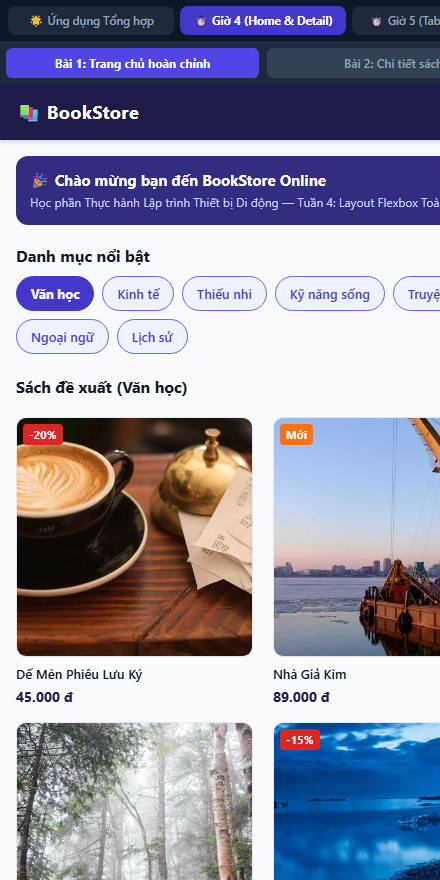 Ứng dụng Tổng hợp
Giờ 4 (Home & Detail)
Giờ 5 (Tab
Bài 1: Trang chủ hoàn chỉnh
Bài 2: Chi tiết sách
BookStore
Chào mừng bạn đến BookStore Online
Học phần Thực hành Lập trình Thiết bị Di động — Tuần 4: Layout Flexbox Toà
Danh mục nổi bật
Văn học
Kinh tế
Thiếu nhi
Kỹ năng sống
Truyệ
Ngoại ngữ
Lịch sử
Sách đề xuất (Văn học)
-20%
Mới
Dế Mèn Phiêu Lưu Ký
Nhà Giả Kim
45.000 đ
89.000 đ
-15%